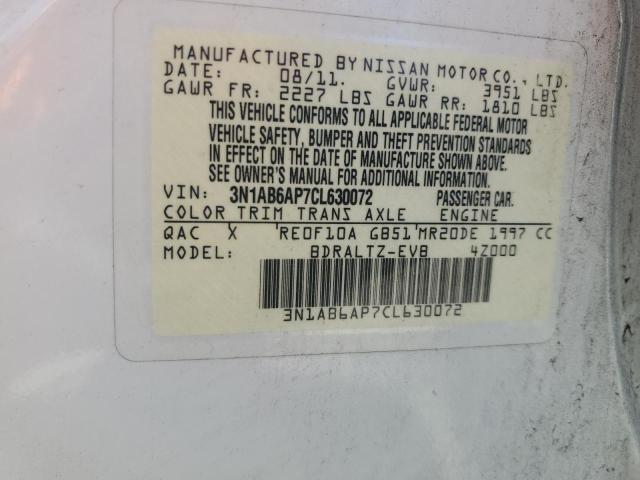 MANUFACTURED BY NISSAN MOTOR CO., LTD.
DATE: 08/11. GVWR: 3951 LBS
GAWR FR: 2227 LBS GAWR RR: 1810 LBS
THIS VEHICLE CONFORMS TO ALL APPLICABLE FEDERAL MOTOR
VEHICLE SAFETY, BUMPER AND THEFT PREVENTION STANDARDS
IN EFFECT ON THE DATE OF MANUFACTURE SHOWN ABOVE.
SEE OWNER'S MANUAL FOR ADDITIONAL INFORMATION.
VIN: 3N1AB6AP7CL630072 PASSENGER CAR.
COLOR TRIM TRANS AXLE ENGINE
QAC X 'RE0F10A GB51'MR20DE 1997 CC
MODEL: BDRALTZ-EVB 4Z000
3N1AB6AP7CL630072